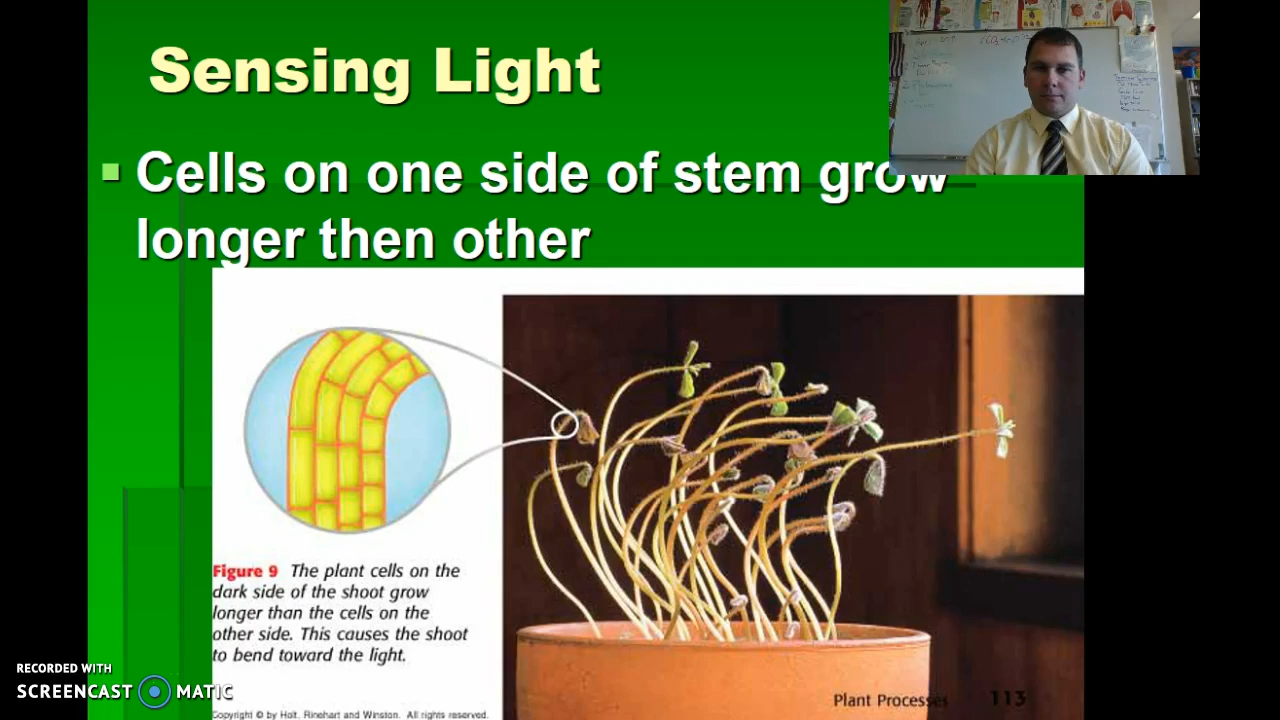 Sensing Light
Cells on one side of stem grow
longer then other
Figure 9 The plant cells on the
dark side of the shoot grow
longer than the cells on the
other side. This causes the shoot
to bend toward the light.
RECORDED WITH
SCREENCAST MATIC
Plant Processes 113
Copyright © by Holt, Rinehart and Winston. All rights reserved.